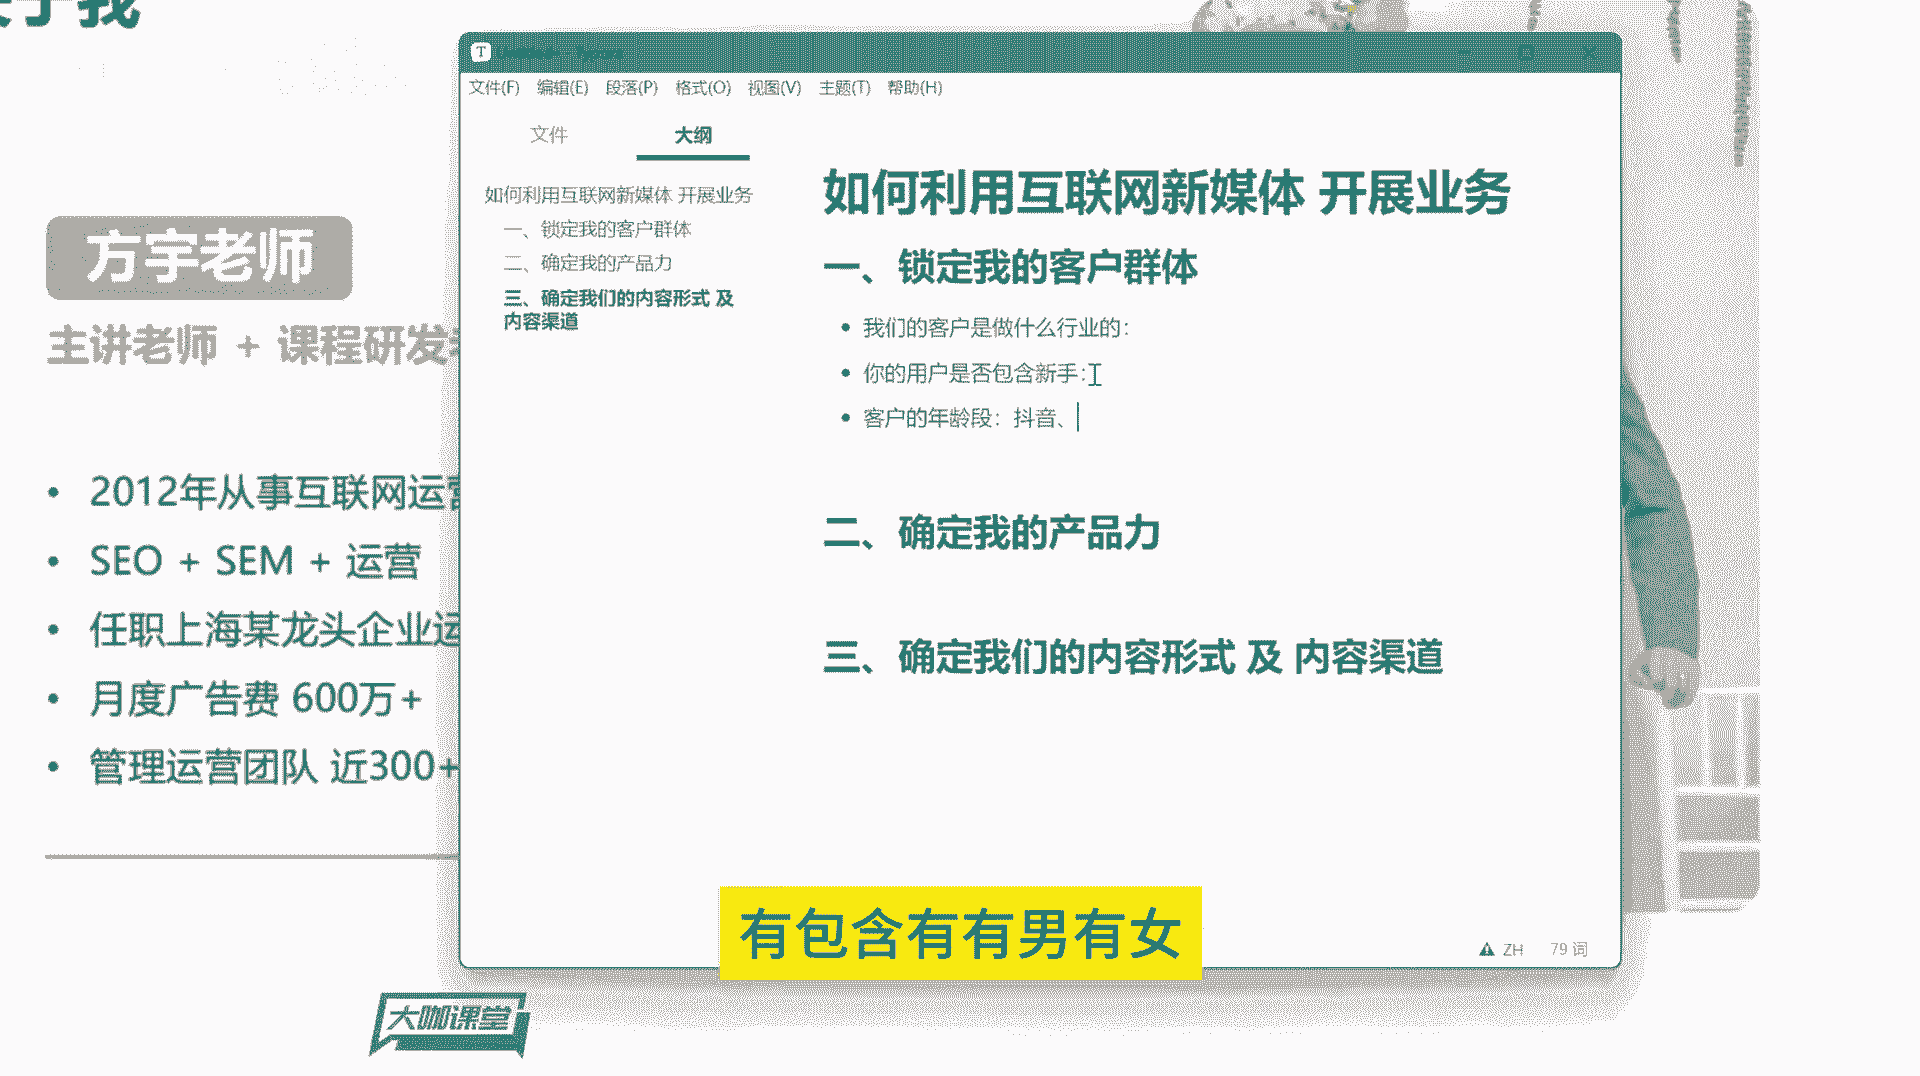 我
方宇老师
主讲老师 + 课程研发
2012年从事互联网运营
SEO + SEM + 运营
任职上海某龙头企业运
月度广告费 600万+
管理运营团队 近300+
T
文件(F) 编辑(E) 段落(P) 格式(O) 视图(V) 主题(T) 帮助(H)
文件 大纲
如何利用互联网新媒体 开展业务
一、锁定我的客户群体
二、确定我的产品力
三、确定我们的内容形式 及
内容渠道
如何利用互联网新媒体 开展业务
一、锁定我的客户群体
我们的客户是做什么行业的：
你的用户是否包含新手：
客户的年龄段：抖音、
二、确定我的产品力
三、确定我们的内容形式 及 内容渠道
ZH 79 词
有包含有有男有女
大咖课堂